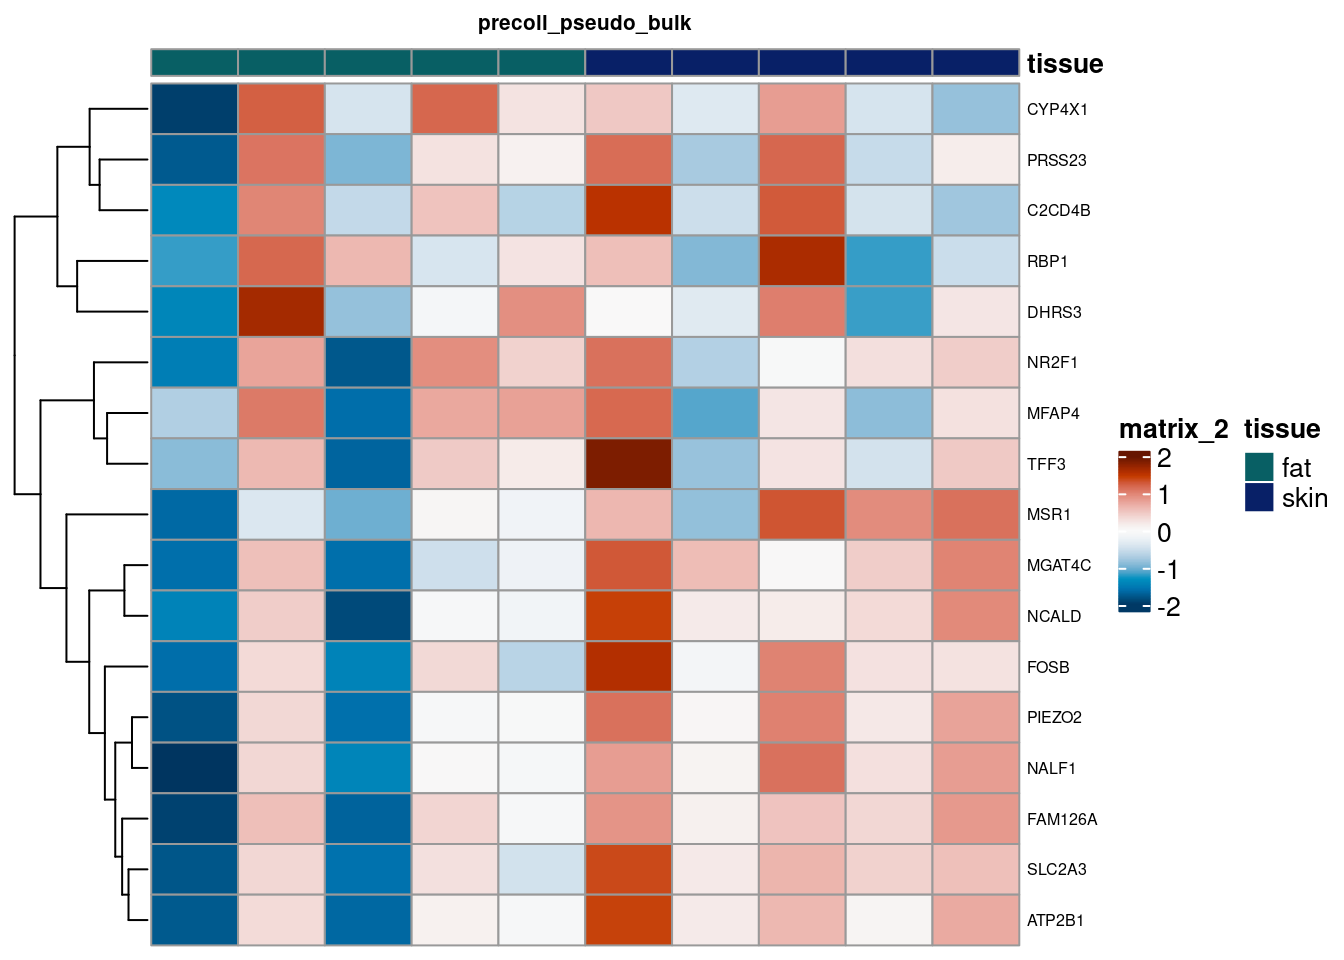 precoll_pseudo_bulk
tissue
CYP4X1
PRSS23
C2CD4B
RBP1
DHRS3
NR2F1
MFAP4
TFF3
MSR1
MGAT4C
NCALD
FOSB
PIEZO2
NALF1
FAM126A
SLC2A3
ATP2B1
matrix_2
2
1
0
-1
-2
tissue
fat
skin